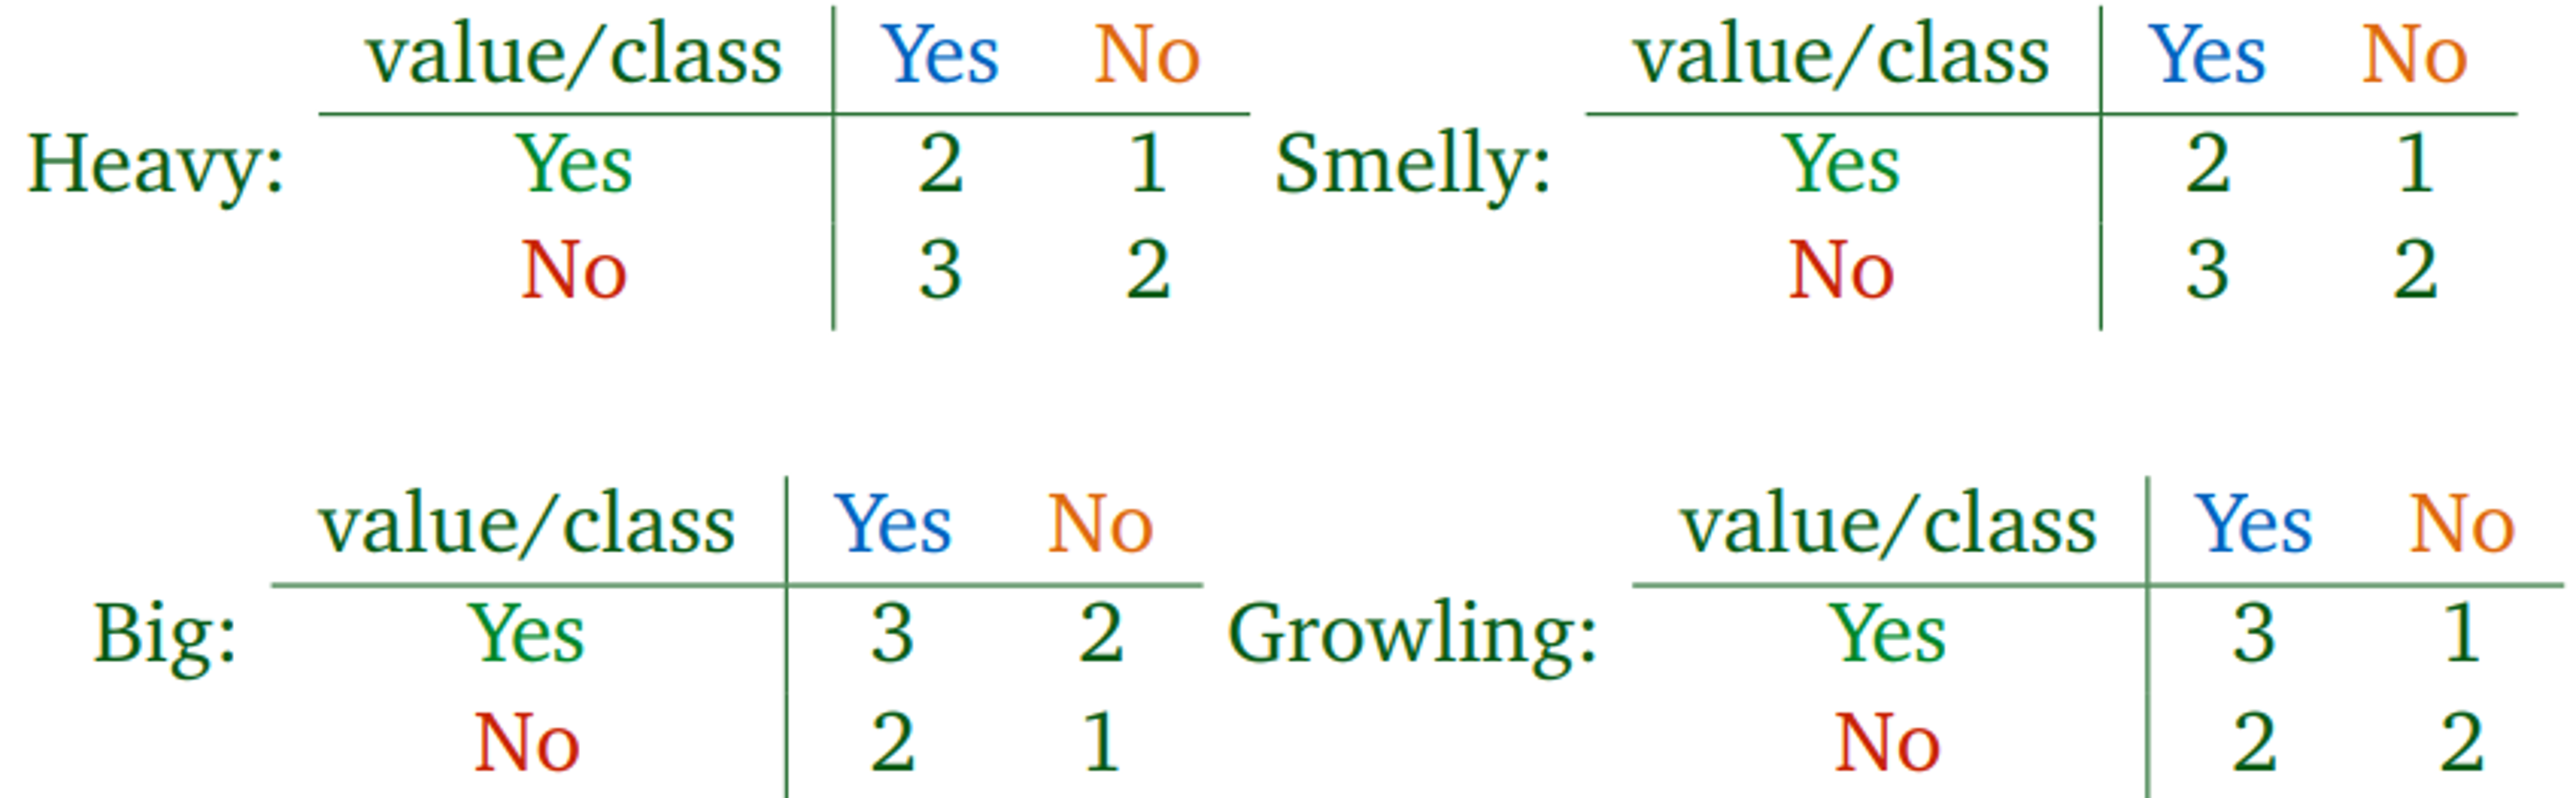 value/class Yes No value/class Yes No
Heavy: Yes 2 1 Smelly: Yes 2 1
No 3 2 No 3 2
value/class Yes No value/class Yes No
Big: Yes 3 2 Growling: Yes 3 1
No 2 1 No 2 2